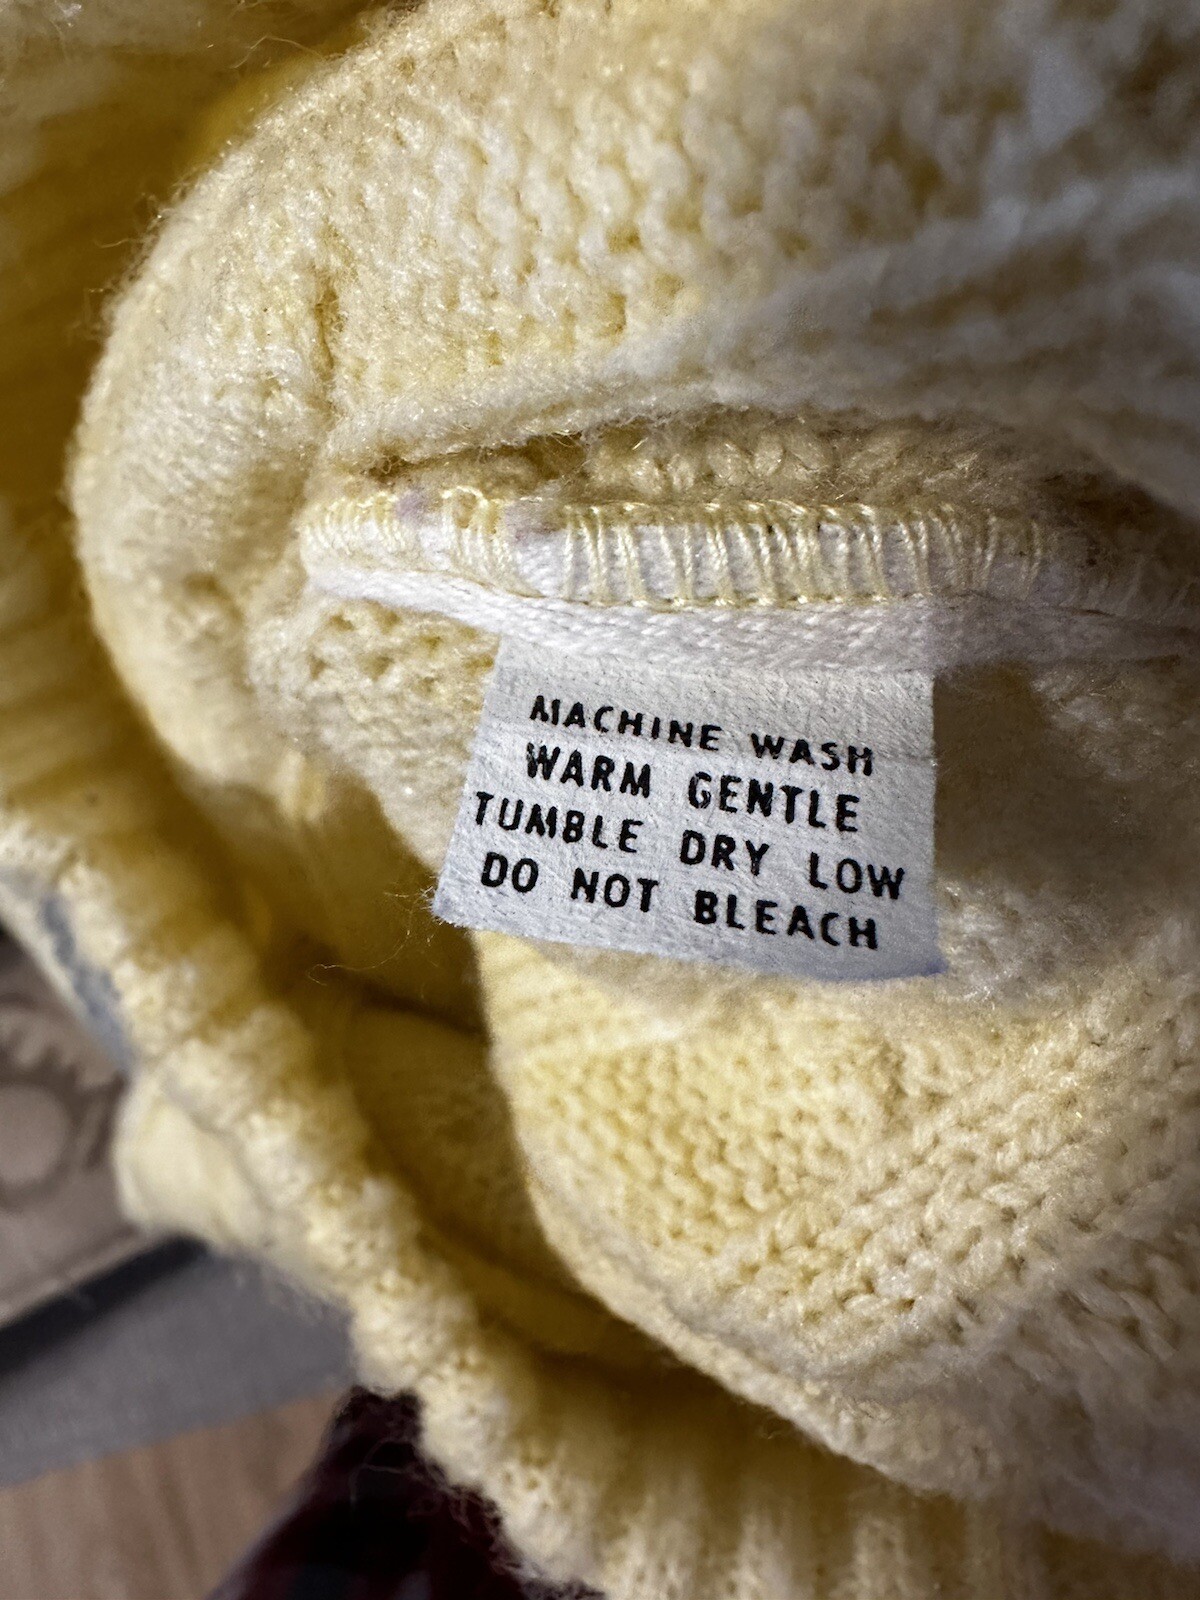 MACHINE WASH
WARM GENTLE
TUMBLE DRY LOW
DO NOT BLEACH